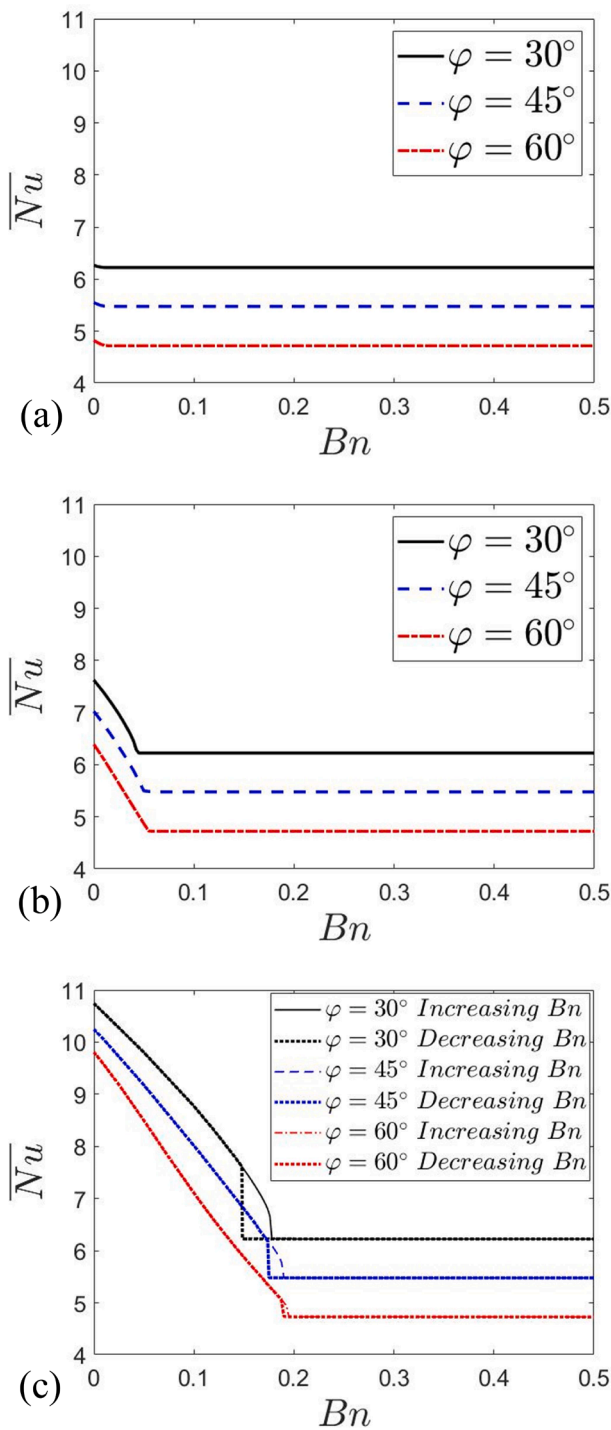 11
10
9
8
7
6
5
4
0 0.1 0.2 0.3 0.4 0.5
φ = 30°
φ = 45°
φ = 60°
Nu
Bn
(a)
11
10
9
8
7
6
5
4
0 0.1 0.2 0.3 0.4 0.5
φ = 30°
φ = 45°
φ = 60°
Nu
Bn
(b)
11
10
9
8
7
6
5
4
0 0.1 0.2 0.3 0.4 0.5
φ = 30° Increasing Bn
φ = 30° Decreasing Bn
φ = 45° Increasing Bn
φ = 45° Decreasing Bn
φ = 60° Increasing Bn
φ = 60° Decreasing Bn
Nu
Bn
(c)